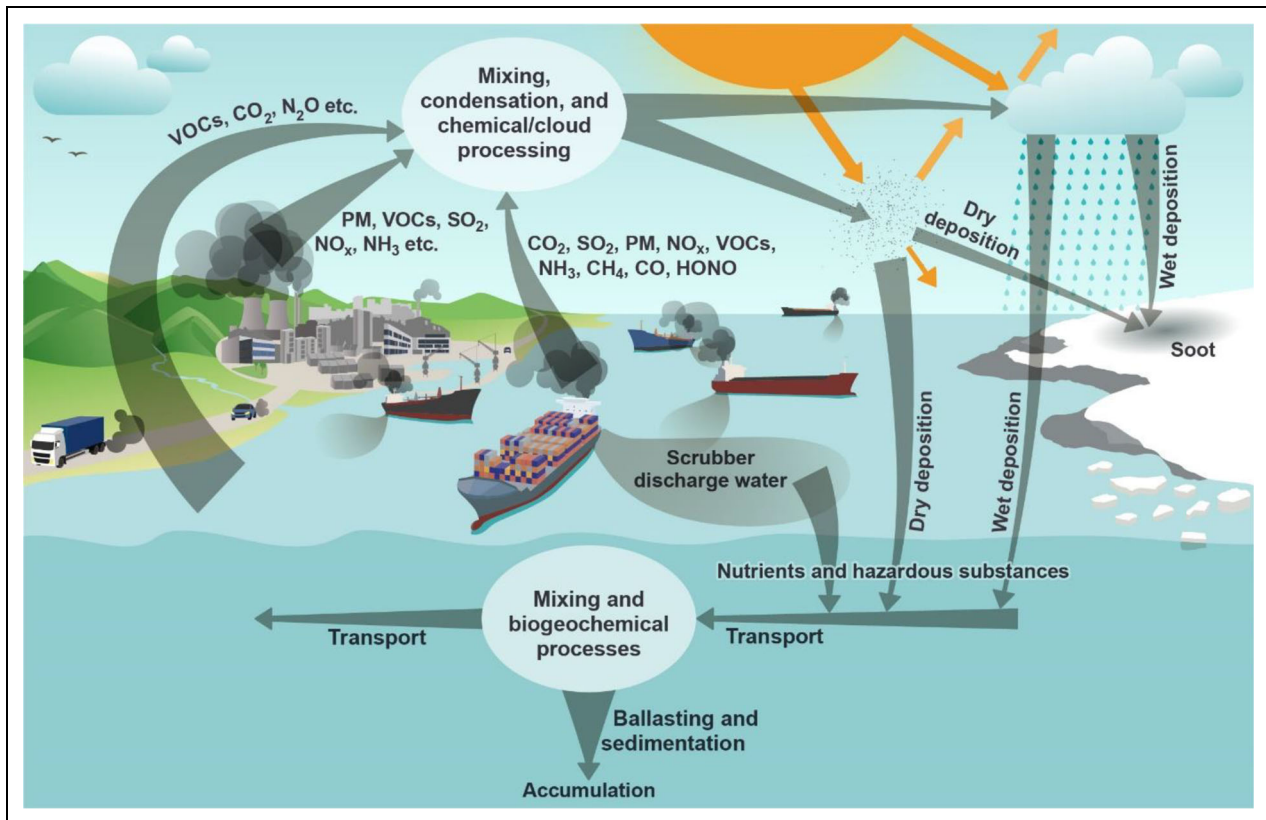 Mixing,
condensation, and
chemical/cloud
processing
VOCs, CO₂, N₂O etc.
PM, VOCs, SO₂,
NOₓ, NH₃ etc.
CO₂, SO₂, PM, NOₓ, VOCs,
NH₃, CH₄, CO, HONO
Dry
deposition
Wet deposition
Soot
Scrubber
discharge water
Dry deposition
Wet deposition
Nutrients and hazardous substances
Mixing and
biogeochemical
processes
Transport
Transport
Ballasting and
sedimentation
Accumulation